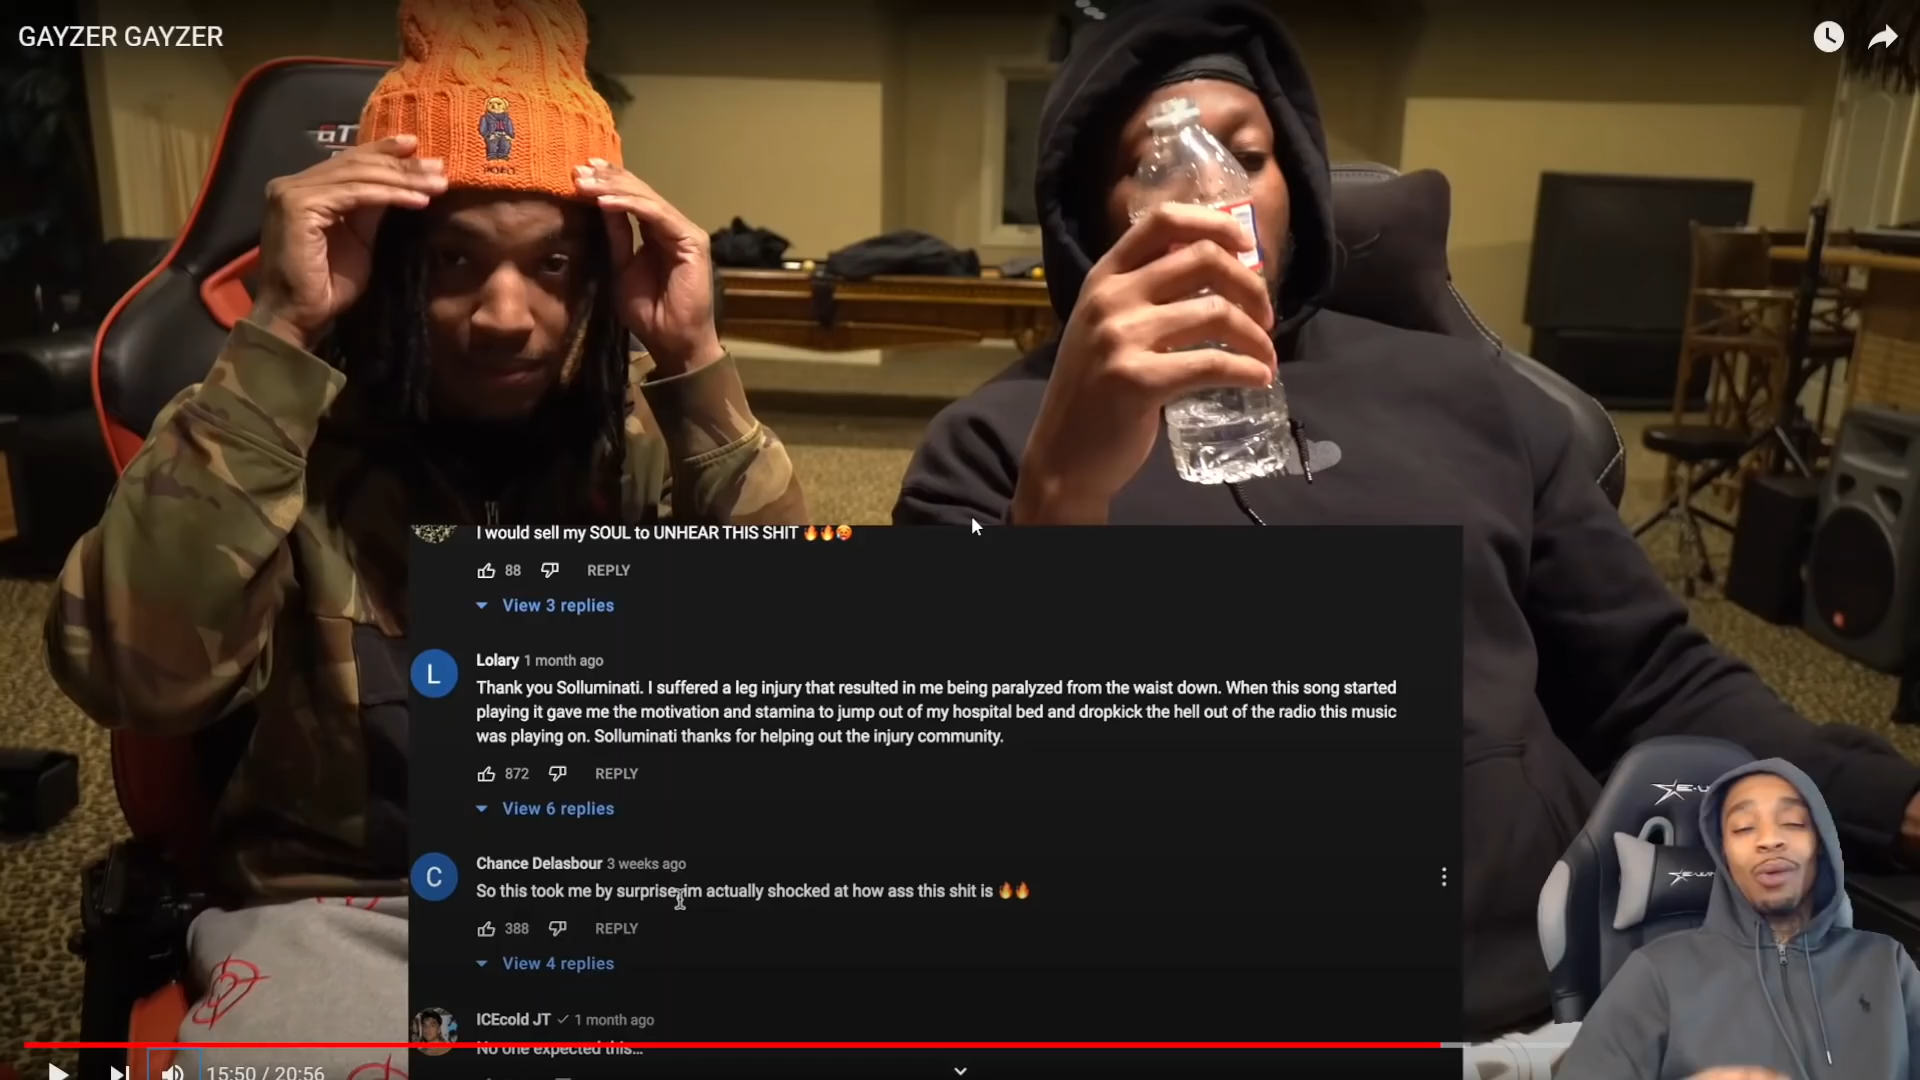 GAYZER GAYZER
GT
POLO
I would sell my SOUL to UNHEAR THIS SHIT 🔥🔥🥵
88 REPLY
View 3 replies
L
Lolary 1 month ago
Thank you Solluminati. I suffered a leg injury that resulted in me being paralyzed from the waist down. When this song started
playing it gave me the motivation and stamina to jump out of my hospital bed and dropkick the hell out of the radio this music
was playing on. Solluminati thanks for helping out the injury community.
872 REPLY
View 6 replies
C
Chance Delasbour 3 weeks ago
So this took me by surprise, im actually shocked at how ass this shit is 🔥🔥
388 REPLY
View 4 replies
ICEcold JT 1 month ago
No one expected this...
15:50 / 20:56